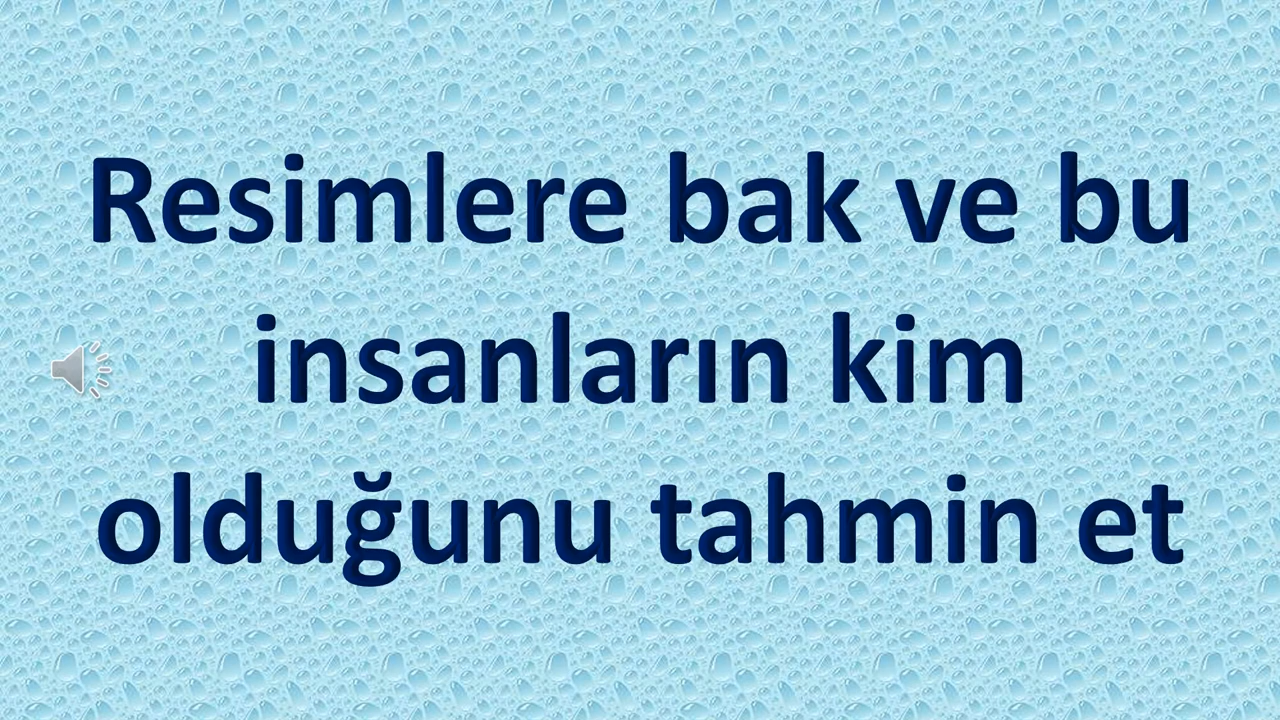 Resimlere bak ve bu
insanların kim
olduğunu tahmin et